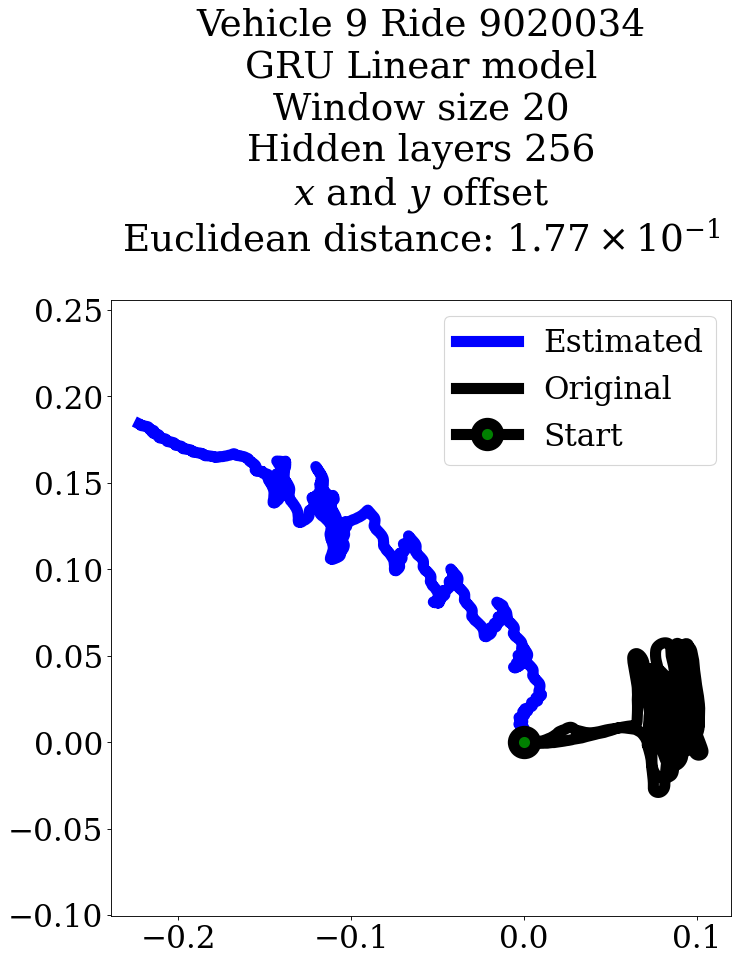 Vehicle 9 Ride 9020034
GRU Linear model
Window size 20
Hidden layers 256
x and y offset
Euclidean distance: 1.77 × 10⁻¹
0.25
0.20
0.15
0.10
0.05
0.00
−0.05
−0.10
Estimated
Original
Start
−0.2
−0.1
0.0
0.1